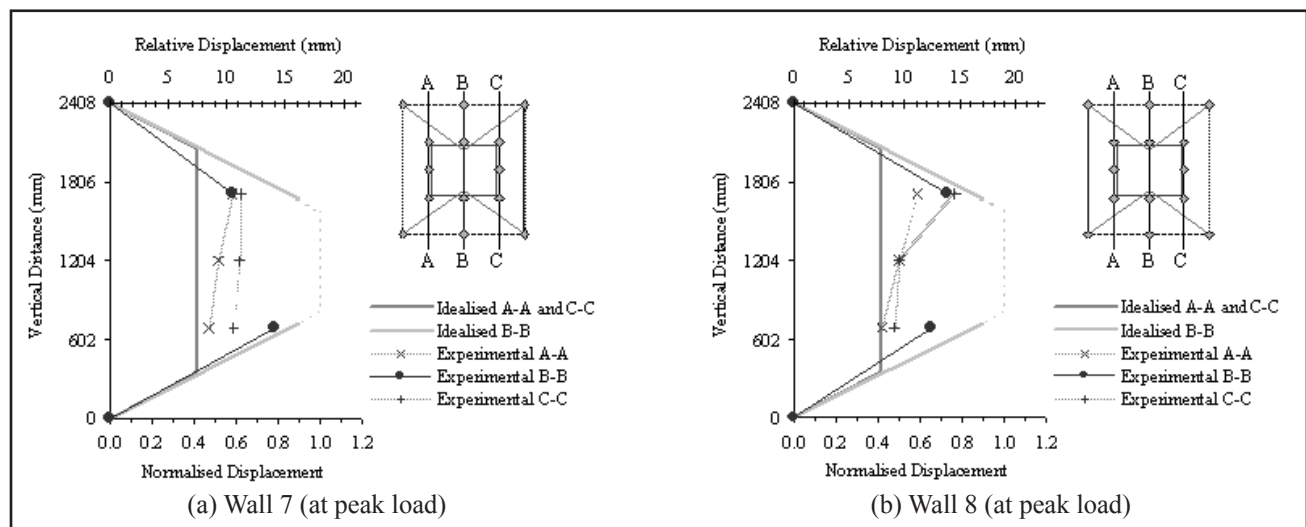 Relative Displacement (mm)
0 5 10 15 20
2408
1806
1204
602
0
Vertical Distance (mm)
0.0 0.2 0.4 0.6 0.8 1.0 1.2
Normalised Displacement
A B C
A B C
Idealised A-A and C-C
Idealised B-B
Experimental A-A
Experimental B-B
Experimental C-C
(a) Wall 7 (at peak load)
Relative Displacement (mm)
0 5 10 15 20
2408
1806
1204
602
0
Vertical Distance (mm)
0.0 0.2 0.4 0.6 0.8 1.0 1.2
Normalised Displacement
A B C
A B C
Idealised A-A and C-C
Idealised B-B
Experimental A-A
Experimental B-B
Experimental C-C
(b) Wall 8 (at peak load)